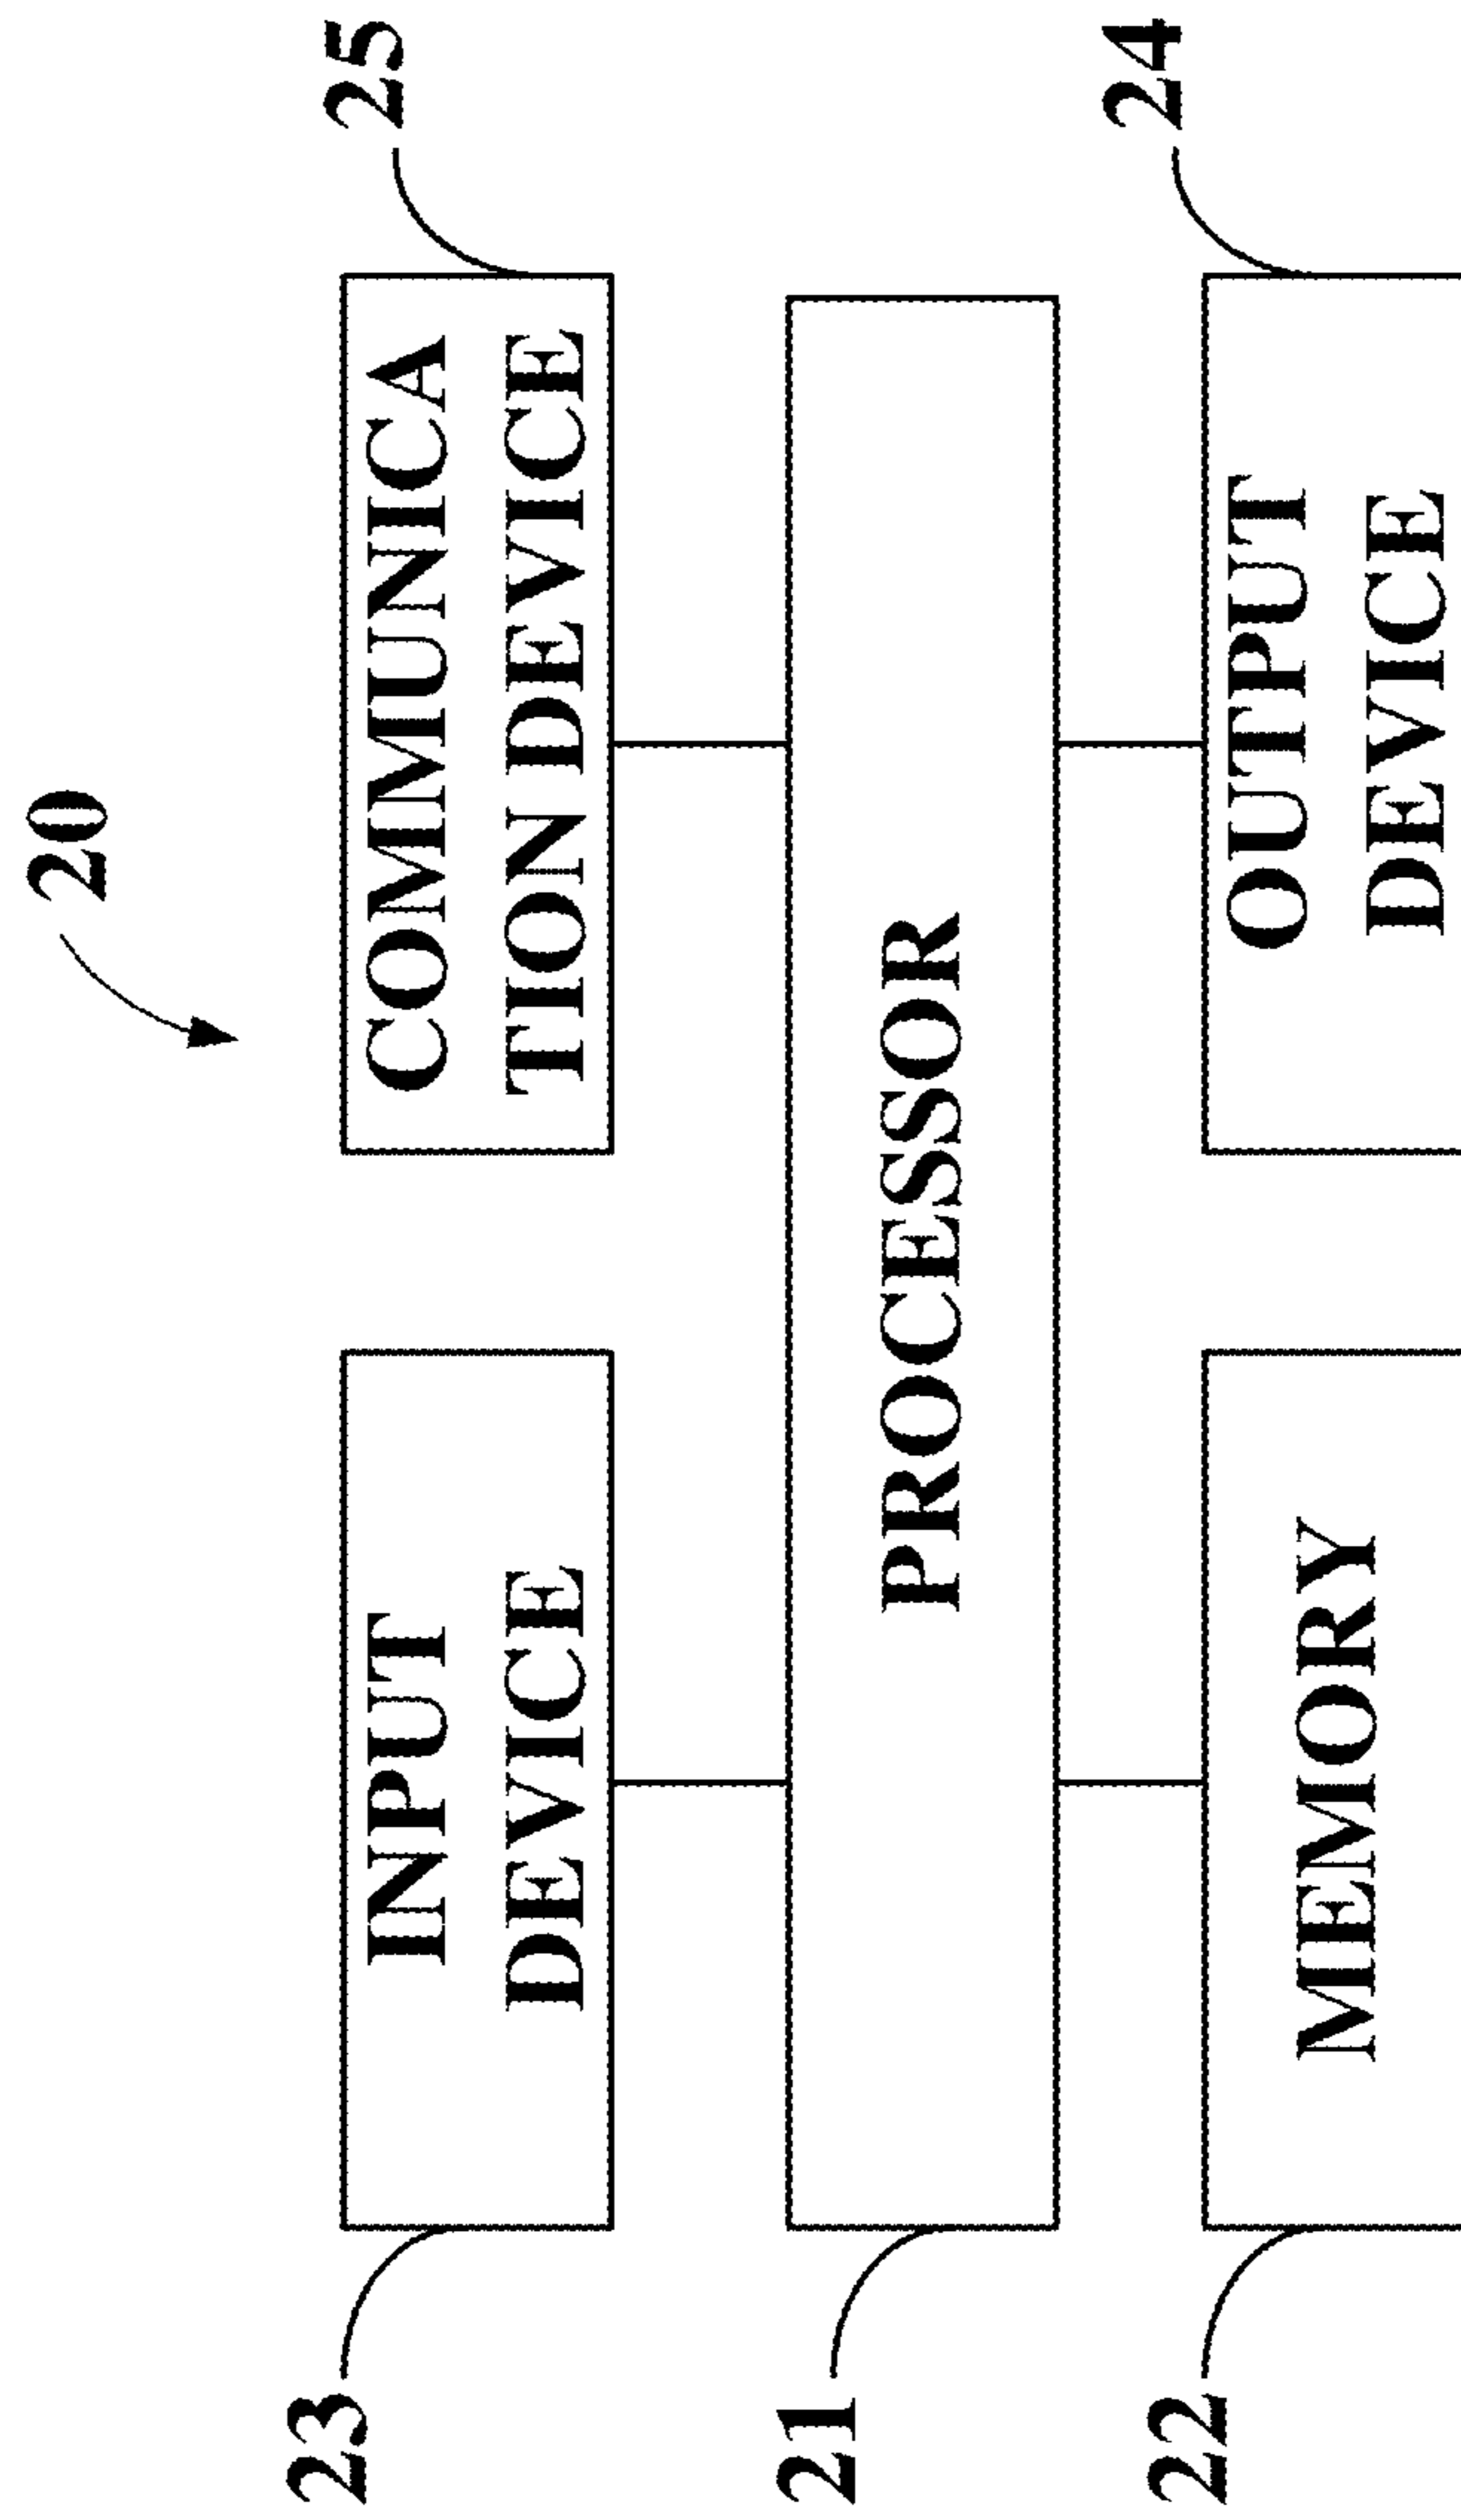 20
23
INPUT
DEVICE
COMMUNICA
TION DEVICE
25
21
PROCESSOR
22
MEMORY
OUTPUT
DEVICE
24